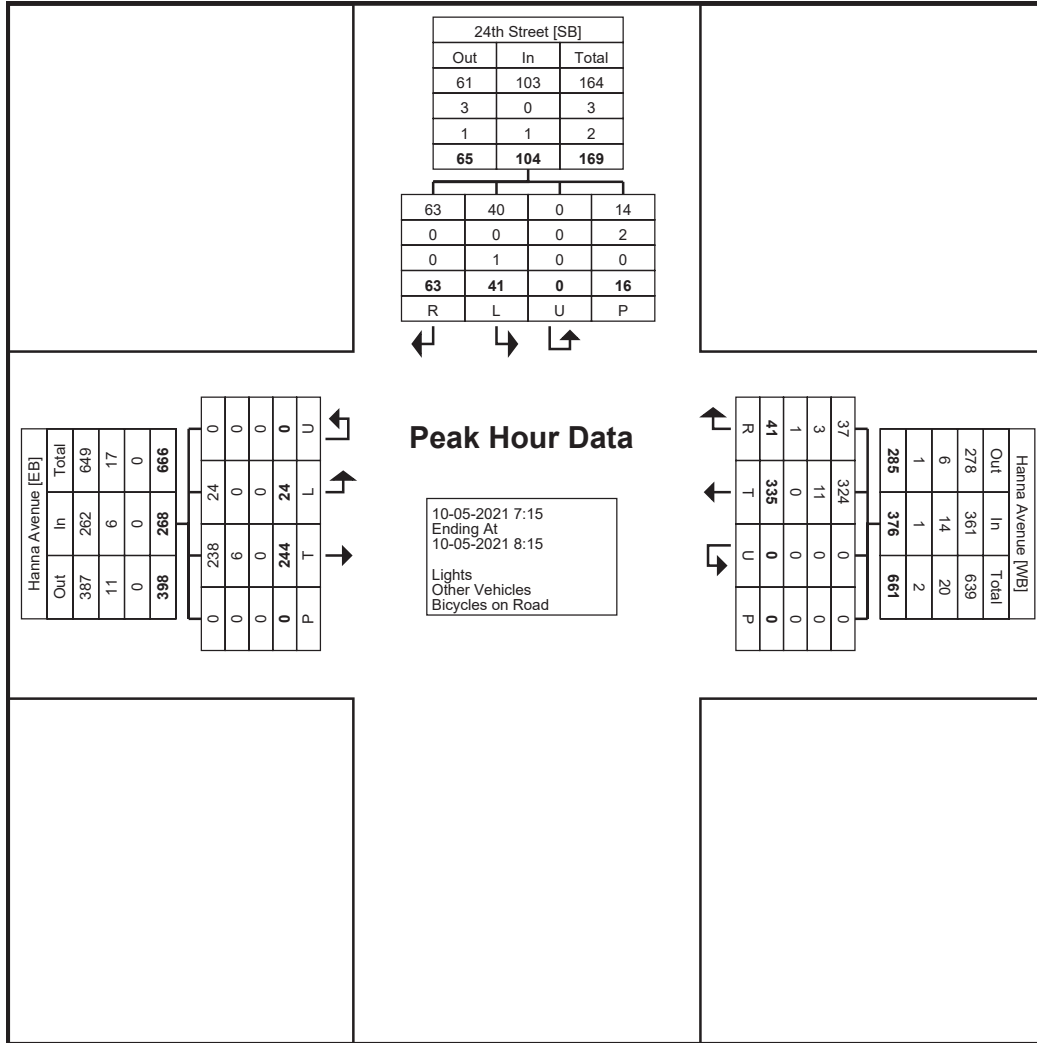 24th Street [SB]
Out In Total
61 103 164
3 0 3
1 1 2
65 104 169
63 40 0 14
0 0 0 2
0 1 0 0
63 41 0 16
R L U P
Peak Hour Data
10-05-2021 7:15
Ending At
10-05-2021 8:15
Lights
Other Vehicles
Bicycles on Road
Hanna Avenue [EB]
Total In Out
649 262 387
17 6 11
0 0 0
666 268 398
0 24 238 0
0 0 6 0
0 0 0 0
0 24 244 0
U L T P
Hanna Avenue [WB]
Out In Total
278 361 639
6 14 20
1 1 2
285 376 661
37 324 0 0
3 11 0 0
1 0 0 0
41 335 0 0
R T U P